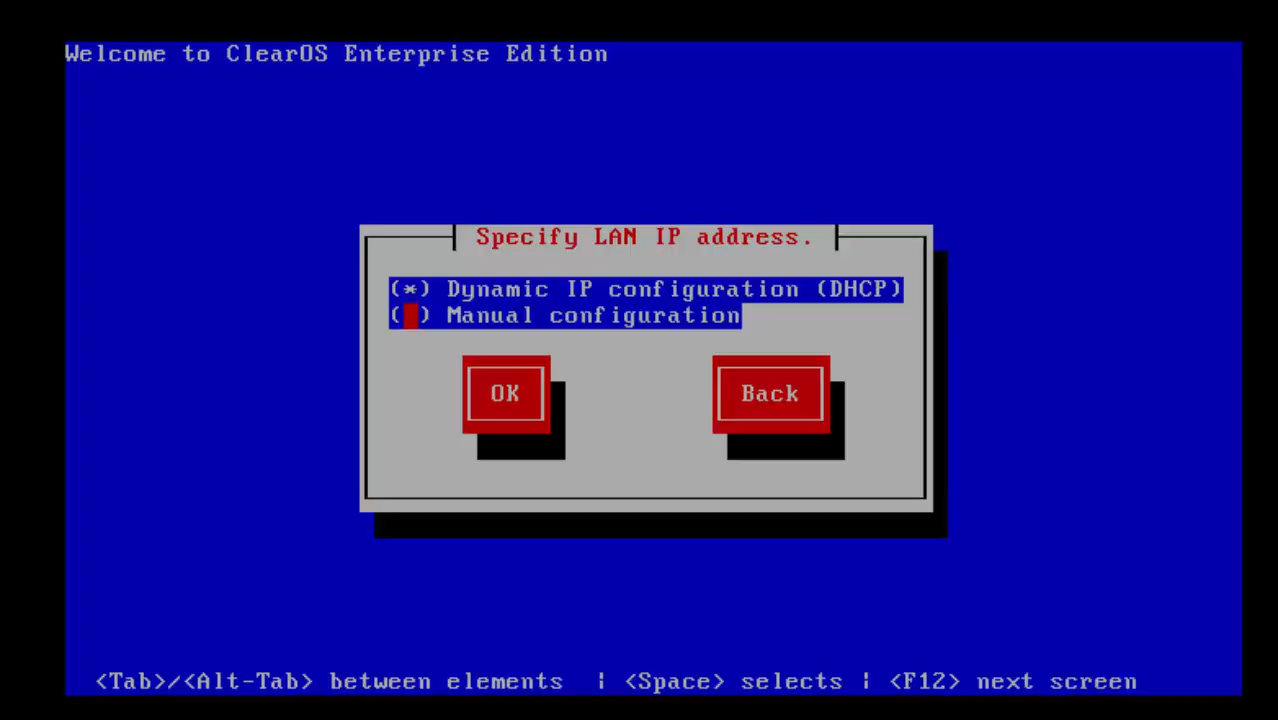 Welcome to ClearOS Enterprise Edition
Specify LAN IP address.
(*) Dynamic IP configuration (DHCP)
( ) Manual configuration
OK Back
<Tab>/<Alt-Tab> between elements | <Space> selects | <F12> next screen